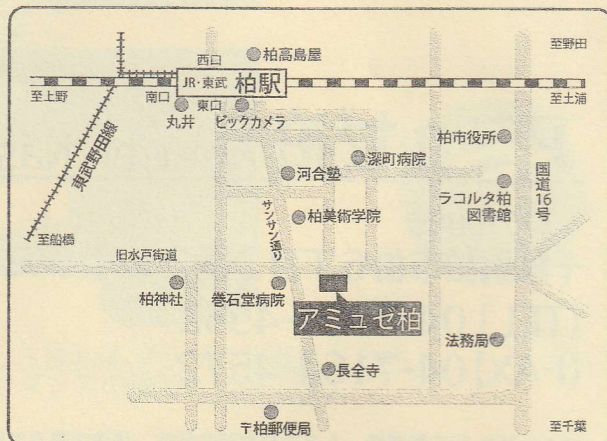 至野田
柏高島屋
西口
JR・東武 柏駅
至上野
南口
東口
至土浦
丸井
ビックカメラ
東武野田線
柏市役所
深町病院
河合塾
国道16号
ラコルタ柏
図書館
サンサン通り
柏美術学院
至船橋
旧水戸街道
柏神社
巻石堂病院
アミュゼ柏
法務局
長全寺
〒柏郵便局
至千葉